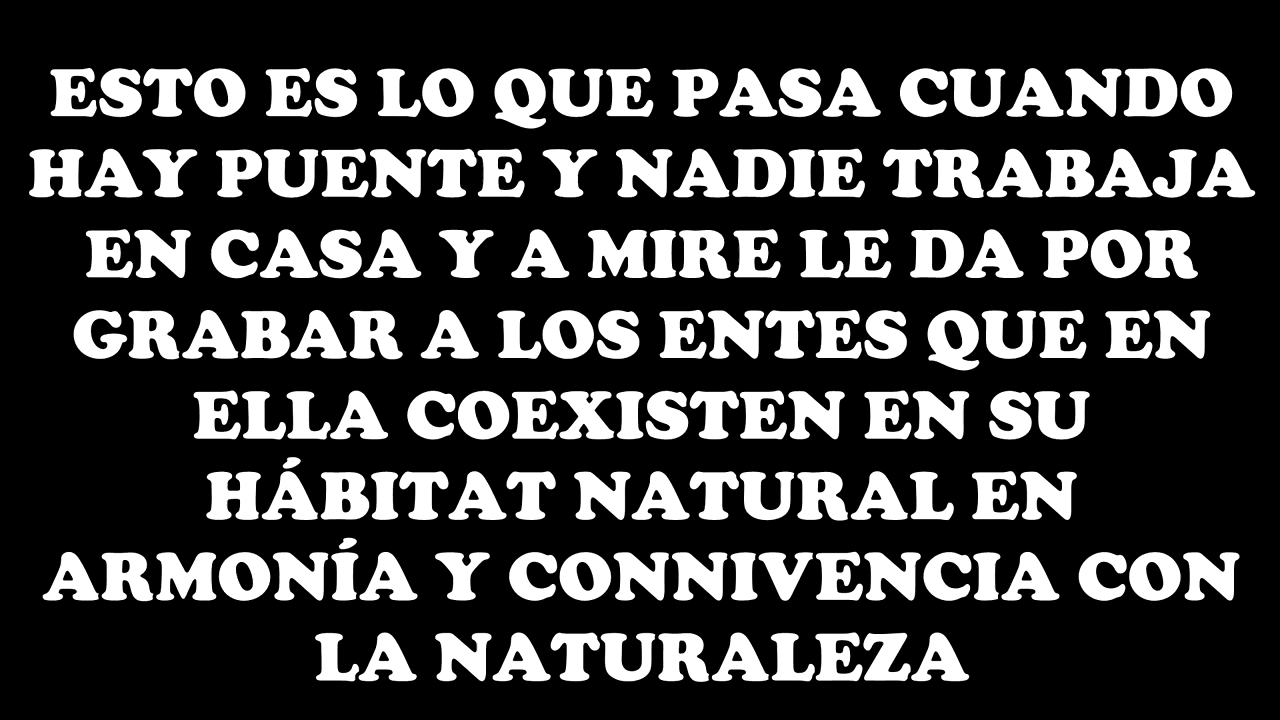 ESTO ES LO QUE PASA CUANDO
HAY PUENTE Y NADIE TRABAJA
EN CASA Y A MIRE LE DA POR
GRABAR A LOS ENTES QUE EN
ELLA COEXISTEN EN SU
HÁBITAT NATURAL EN
ARMONÍA Y CONNIVENCIA CON
LA NATURALEZA